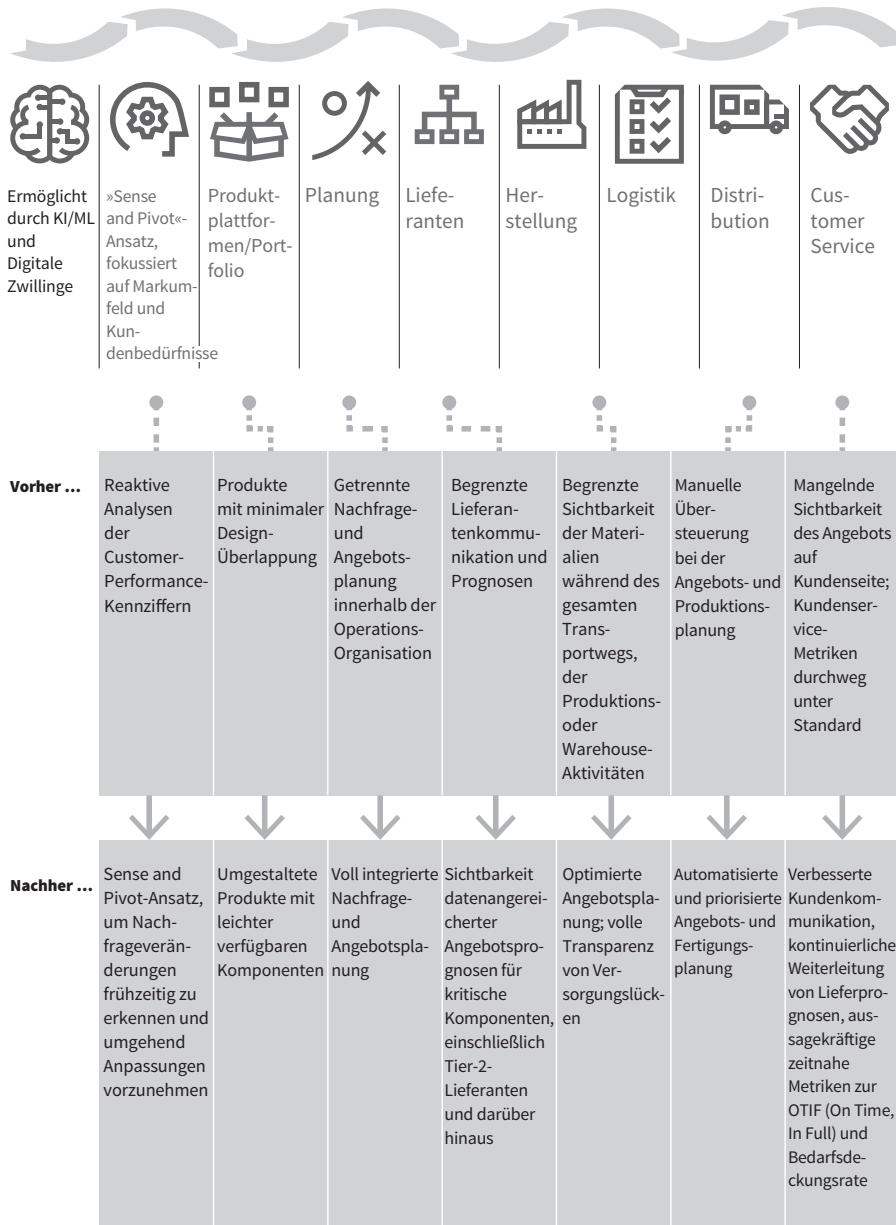 Ermöglicht
durch KI/ML
und
Digitale
Zwillinge
»Sense
and Pivot«-
Ansatz,
fokussiert
auf Markum-
feld und
Kun-
denbedürfnisse
Produkt-
plattfor-
men/Port-
folio
Planung
Liefe-
ranten
Her-
stellung
Logistik
Distri-
bution
Cus-
tomer
Service
Vorher ...
Reaktive
Analysen
der
Customer-
Performance-
Kennziffern
Produkte
mit minimaler
Design-
Überlappung
Getrennte
Nachfrage-
und
Angebots-
planung
innerhalb der
Operations-
Organisation
Begrenzte
Lieferan-
tenkommu-
nikation und
Prognosen
Begrenzte
Sichtbarkeit
der Materi-
alien
während des
gesamten
Trans-
portwegs,
der
Produktions-
oder
Warehouse-
Aktivitäten
Manuelle
Über-
steuerung
bei der
Angebots- und
Produktions-
planung
Mangelnde
Sichtbarkeit
des Angebots
auf
Kundenseite;
Kundenser-
vice-
Metriken
durchweg
unter
Standard
Nachher ...
Sense and
Pivot-Ansatz,
um Nach-
frageverän-
derungen
frühzeitig zu
erkennen und
umgehend
Anpassungen
vorzunehmen
Umgestaltete
Produkte mit
leichter
verfügbaren
Komponenten
Voll integrierte
Nachfrage-
und
Angebotspla-
nung
Sichtbarkeit
datenangerei-
cherter
Angebotspro-
gnosen für
kritische
Komponenten,
einschließlich
Tier-2-
Lieferanten
und darüber
hinaus
Optimierte
Angebotspla-
nung; volle
Transparenz
von Ver-
sorgungslück-
en
Automatisierte
und priorisierte
Angebots- und
Fertigungs-
planung
Verbesserte
Kundenkom-
munikation,
kontinuierliche
Weiterleitung
von Lieferpro-
gnosen, aus-
sagekräftige
zeitnahe
Metriken zur
OTIF (On Time,
In Full) und
Bedarfsde-
ckungsrate